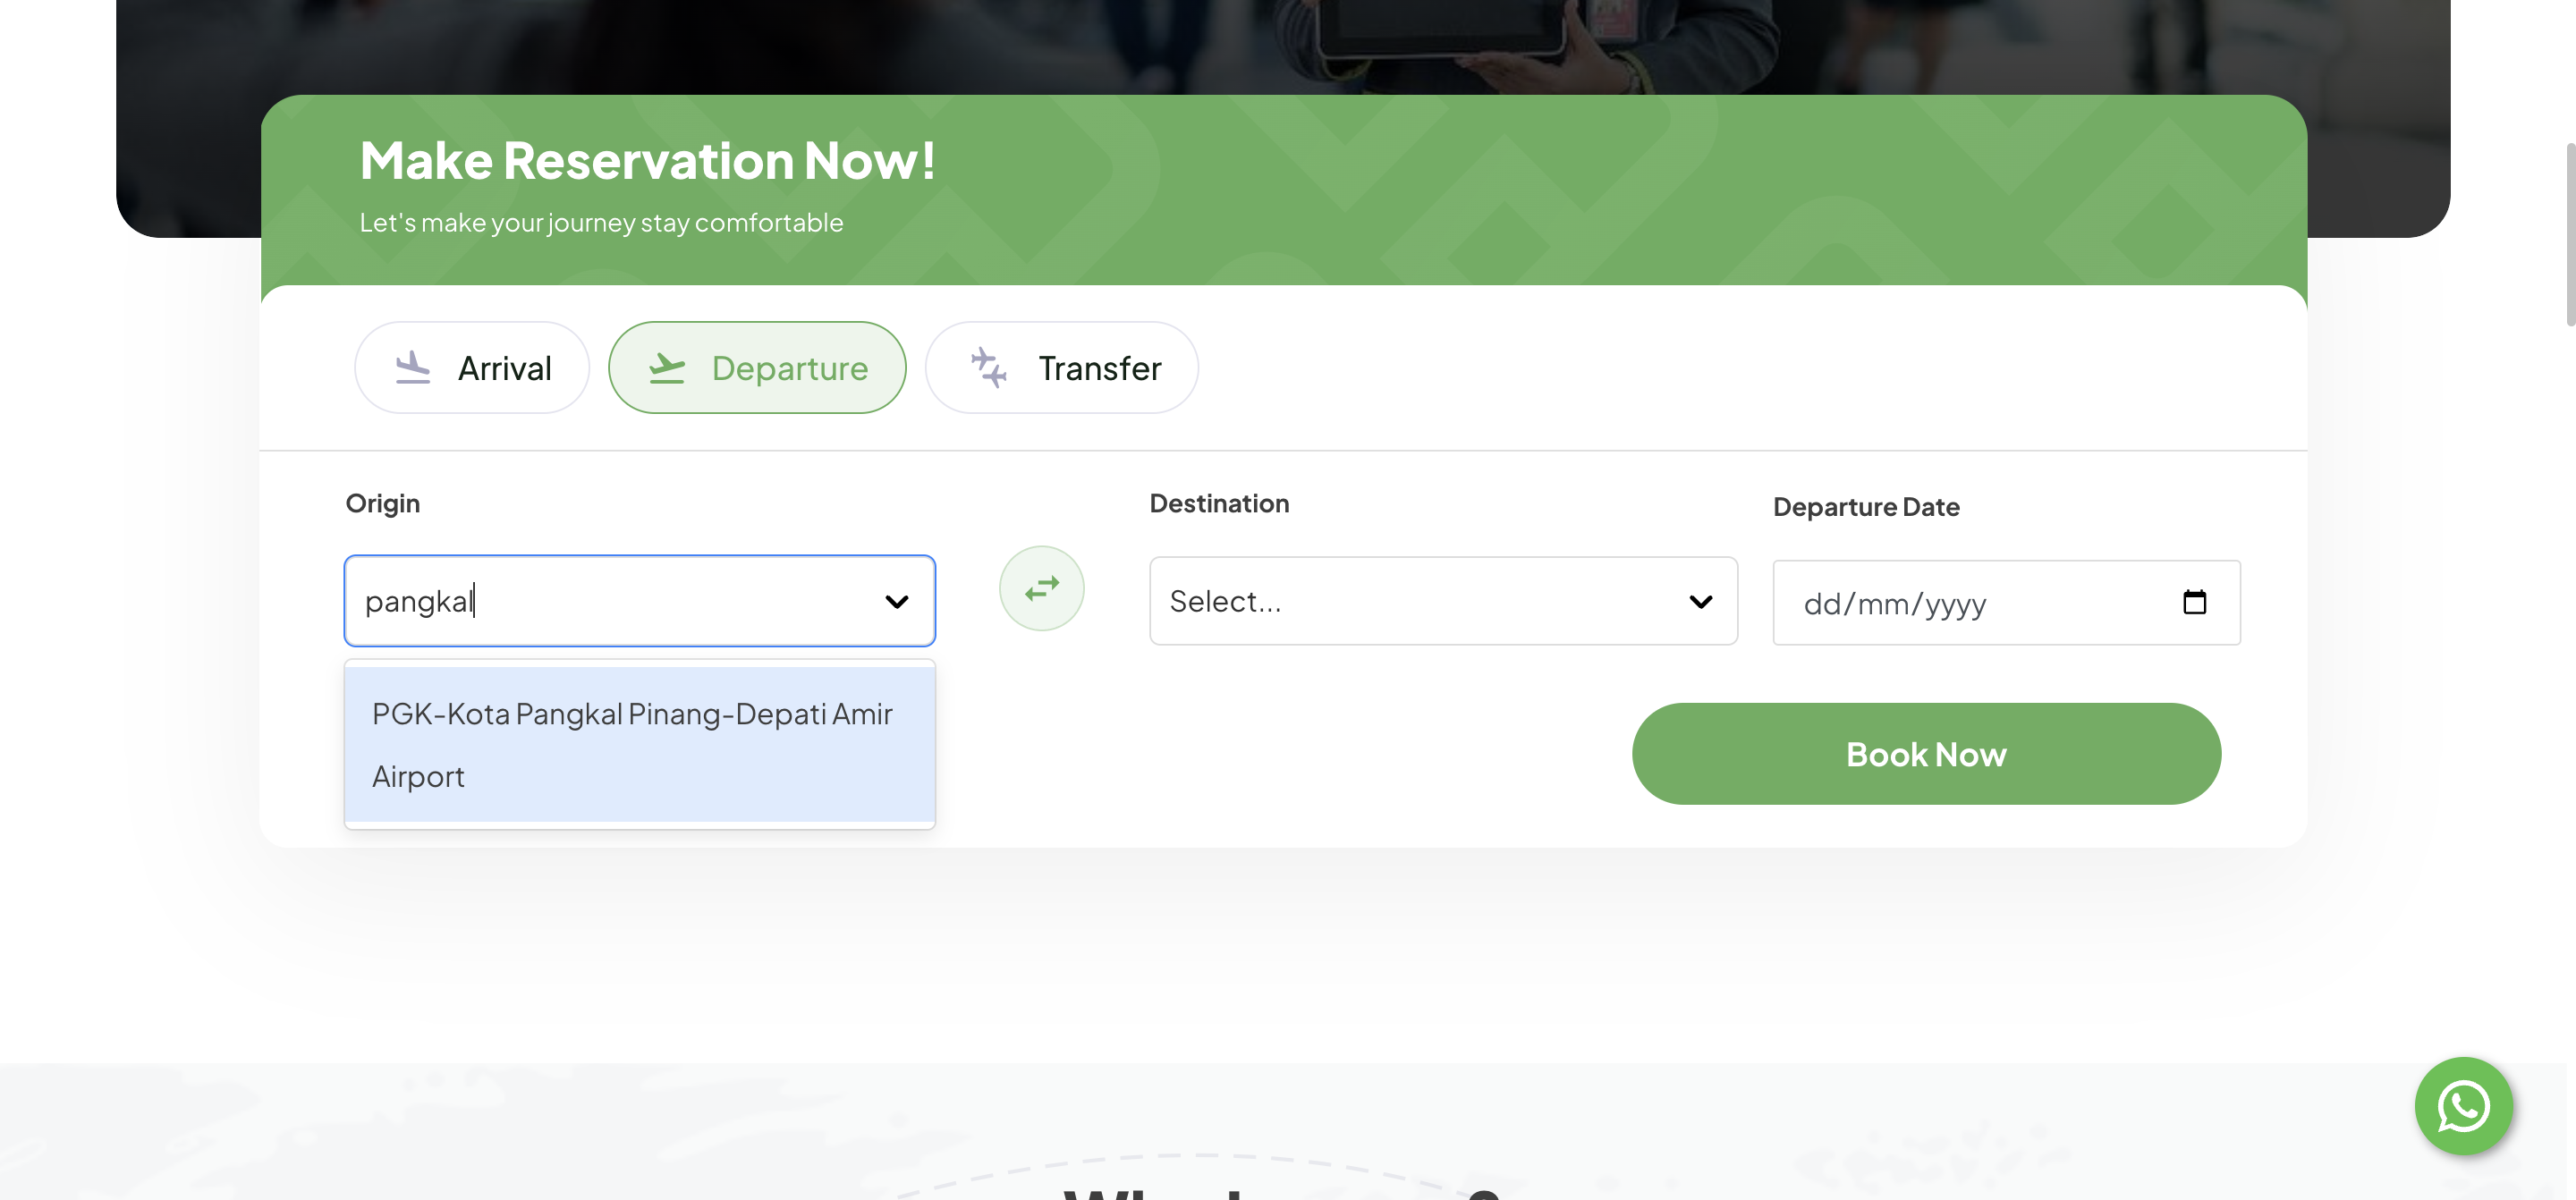 Make Reservation Now!
Let's make your journey stay comfortable
Arrival
Departure
Transfer
Origin
Destination
Departure Date
pangkal
Select...
dd/mm/yyyy
PGK-Kota Pangkal Pinang-Depati Amir
Airport
Book Now